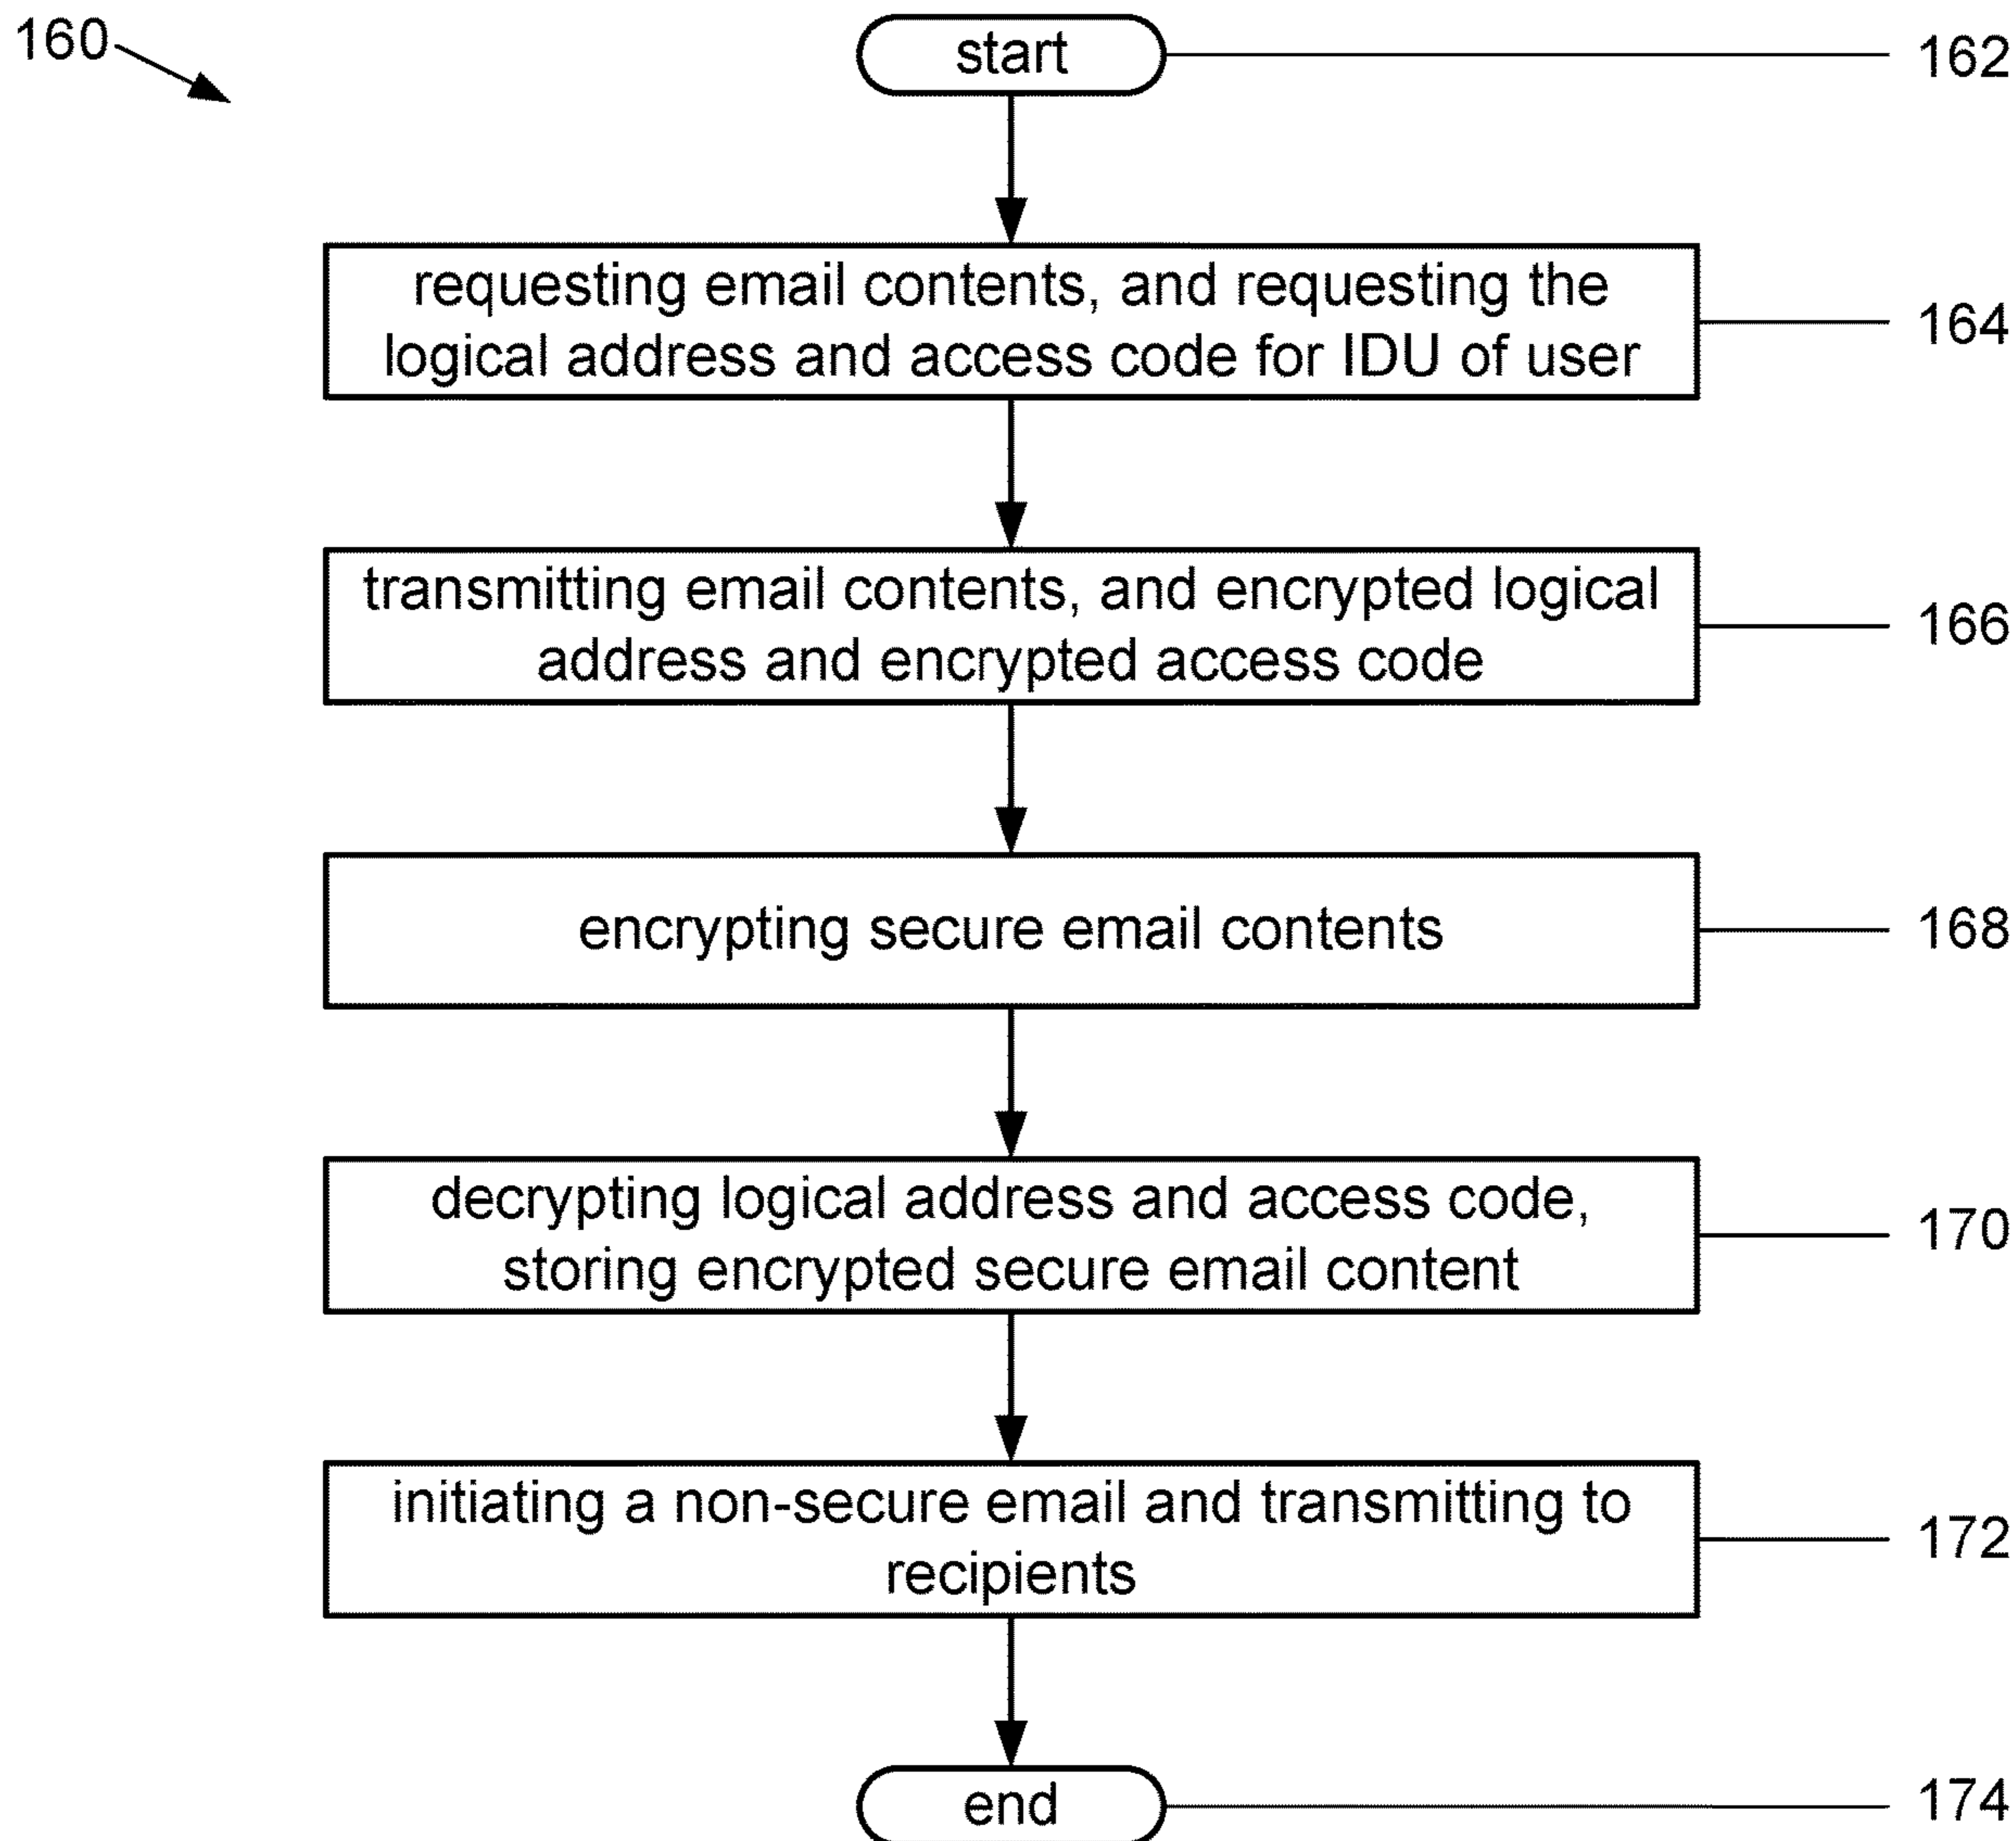 160
start
162
requesting email contents, and requesting the
logical address and access code for IDU of user
164
transmitting email contents, and encrypted logical
address and encrypted access code
166
encrypting secure email contents
168
decrypting logical address and access code,
storing encrypted secure email content
170
initiating a non-secure email and transmitting to
recipients
172
end
174